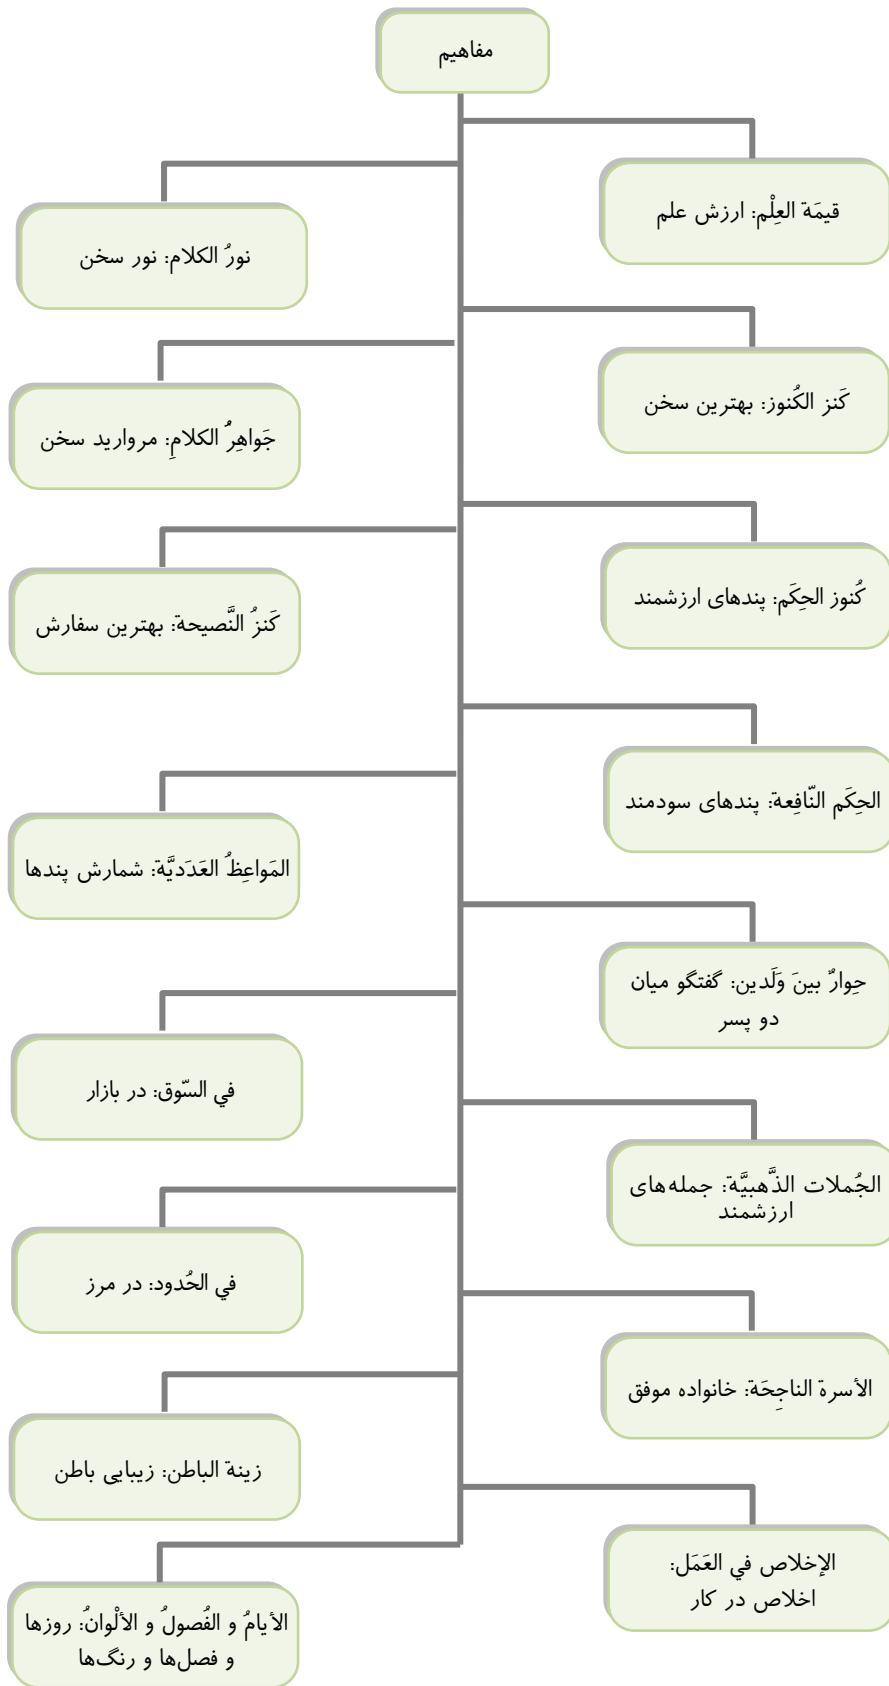 مفاهیم
قیمَة العِلْم: ارزش علم
نورُ الکلام: نور سخن
کَنز الکُنوز: بهترین سخن
جَواهِرُ الکلامِ: مروارید سخن
کُنوز الحِکَم: پندهای ارزشمند
کَنزُ النَّصیحة: بهترین سفارش
الحِکَم النّافِعة: پندهای سودمند
المَواعِظُ العَدَدیَّة: شمارش پندها
حِوارٌ بینَ وَلَدین: گفتگو میان
دو پسر
في السّوق: در بازار
الجُملات الذَّهبیَّة: جمله‌های
ارزشمند
في الحُدود: در مرز
الأسرة الناجِحَة: خانواده موفق
زینة الباطن: زیبایی باطن
الإخلاص في العَمَل:
اخلاص در کار
الأیامُ و الفُصولُ و الألْوانُ: روزها
و فصل‌ها و رنگ‌ها